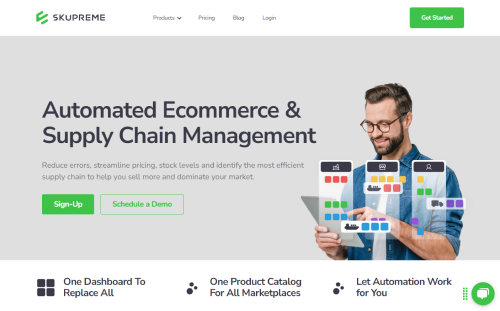 SKUPREME
Products
Pricing
Blog
Login
Get Started
Automated Ecommerce &
Supply Chain Management
Reduce errors, streamline pricing, stock levels and identify the most efficient
supply chain to help you sell more and dominate your market.
Sign-Up
Schedule a Demo
One Dashboard To
Replace All
One Product Catalog
For All Marketplaces
Let Automation Work
for You